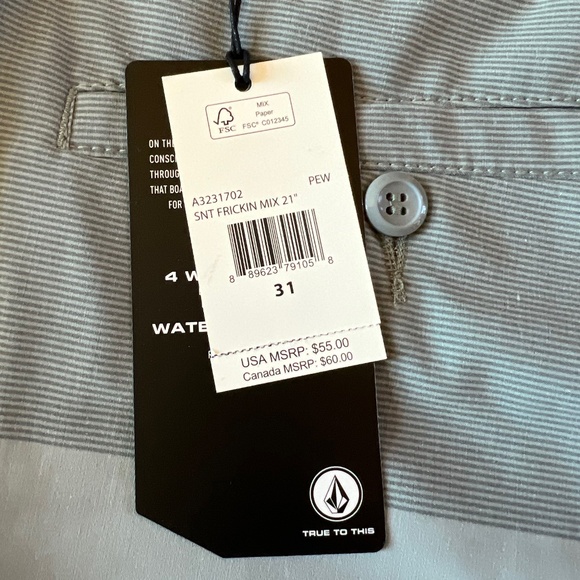 MIX
Paper
FSC
FSC® C012345
ON THE
CONSC
THROUG
THAT BOA
FOR
A3231702 PEW
SNT FRICKIN MIX 21"
8 89623 79105 8
31
4 W
WATE
USA MSRP: $55.00
Canada MSRP: $60.00
TRUE TO THIS